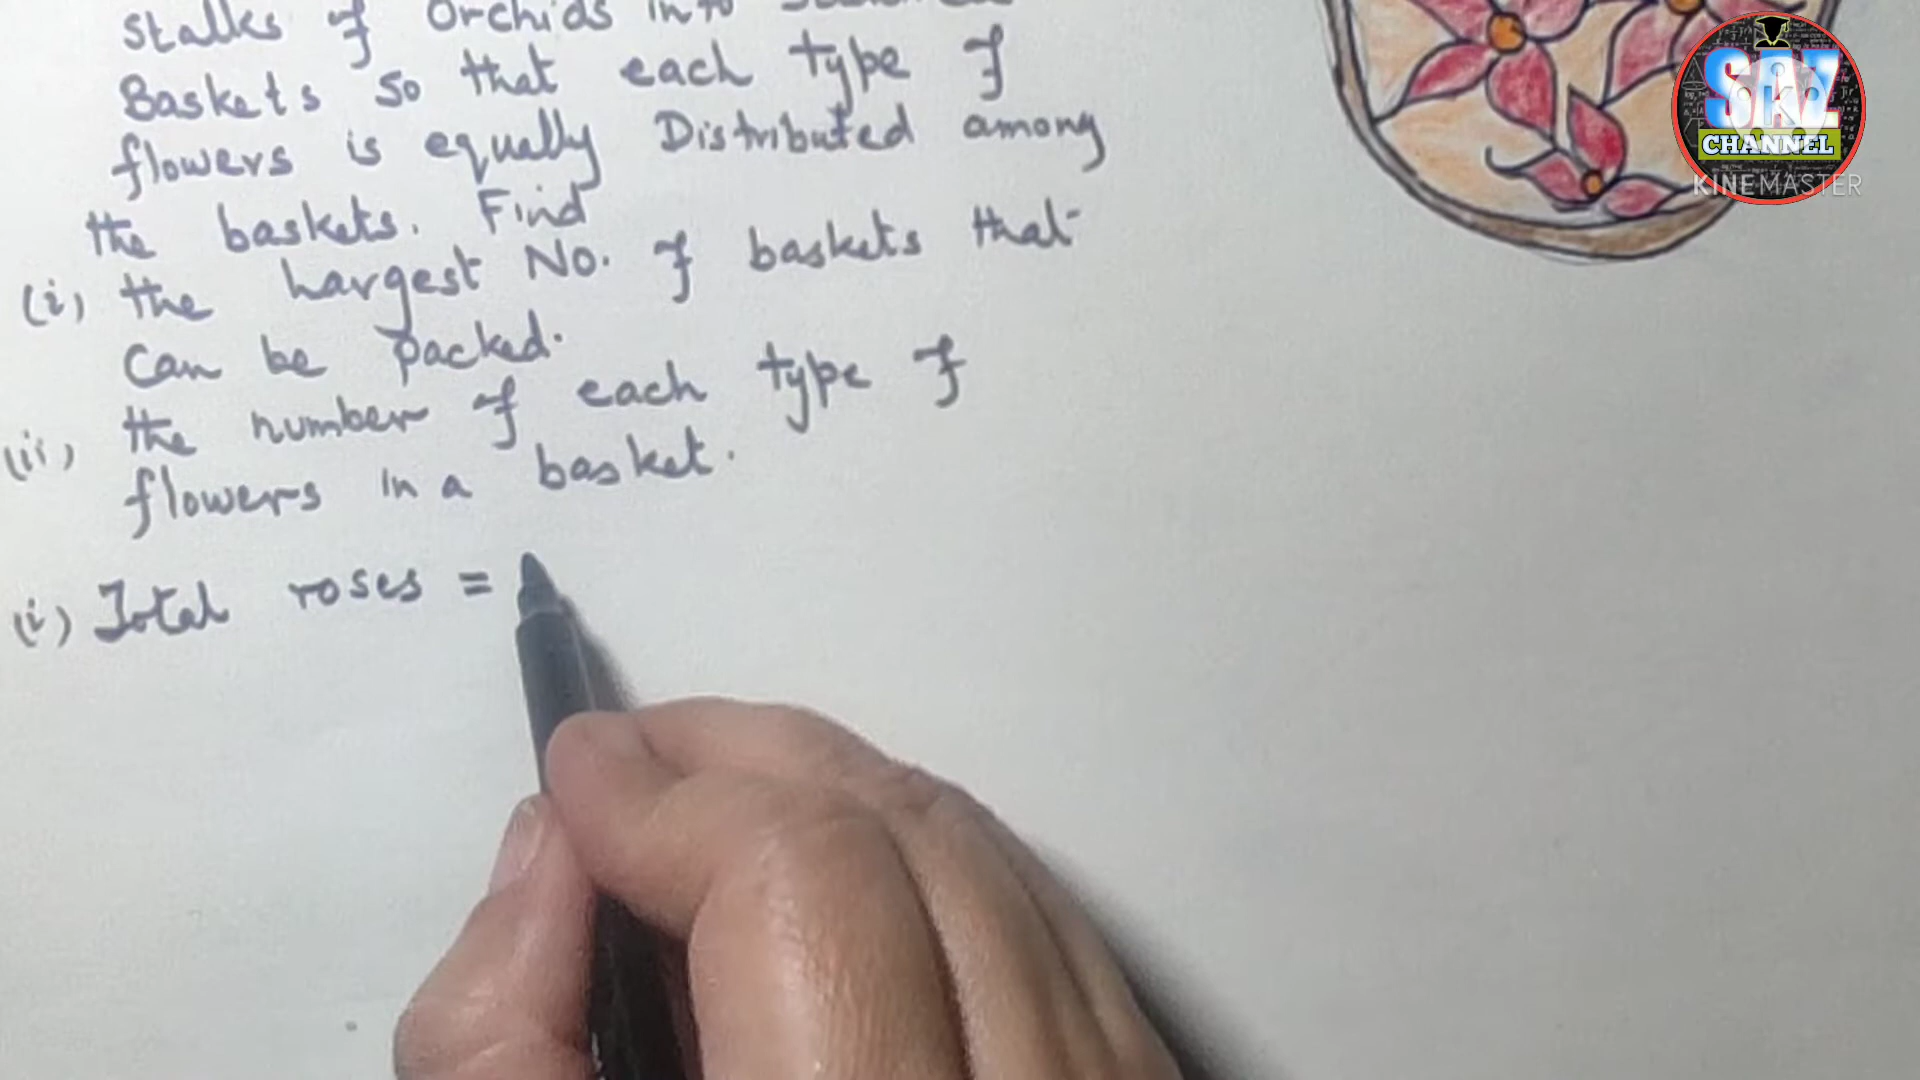 stalks of Orchids into
Baskets so that each type of
flowers is equally Distributed among
the baskets. Find
(i) the largest No. of baskets that
can be packed.
(ii) the number of each type of
flowers in a basket.
(i) Total roses =
SAZ
CHANNEL
KINEMASTER